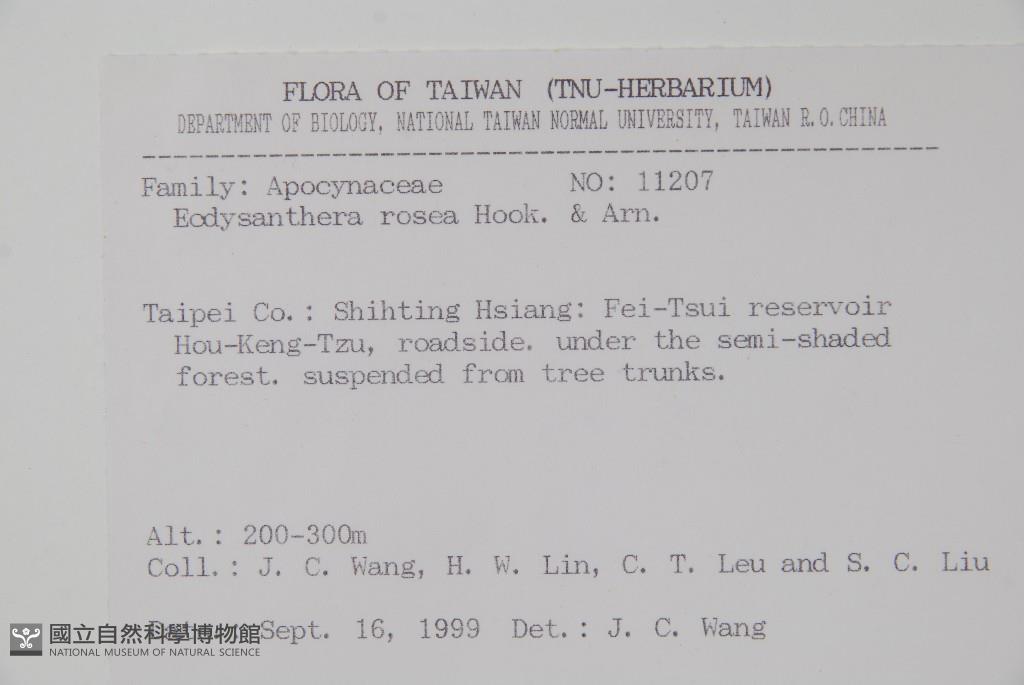 FLORA OF TAIWAN (TNU-HERBARIUM)
DEPARTMENT OF BIOLOGY, NATIONAL TAIWAN NORMAL UNIVERSITY, TAIWAN R.O.CHINA
Family: Apocynaceae NO: 11207
Ecdysanthera rosea Hook. & Arn.
Taipei Co.: Shihting Hsiang: Fei-Tsui reservoir
Hou-Keng-Tzu, roadside. under the semi-shaded
forest. suspended from tree trunks.
Alt.: 200-300m
Coll.: J. C. Wang, H. W. Lin, C. T. Leu and S. C. Liu
Sept. 16, 1999 Det.: J. C. Wang
國立自然科學博物館
NATIONAL MUSEUM OF NATURAL SCIENCE